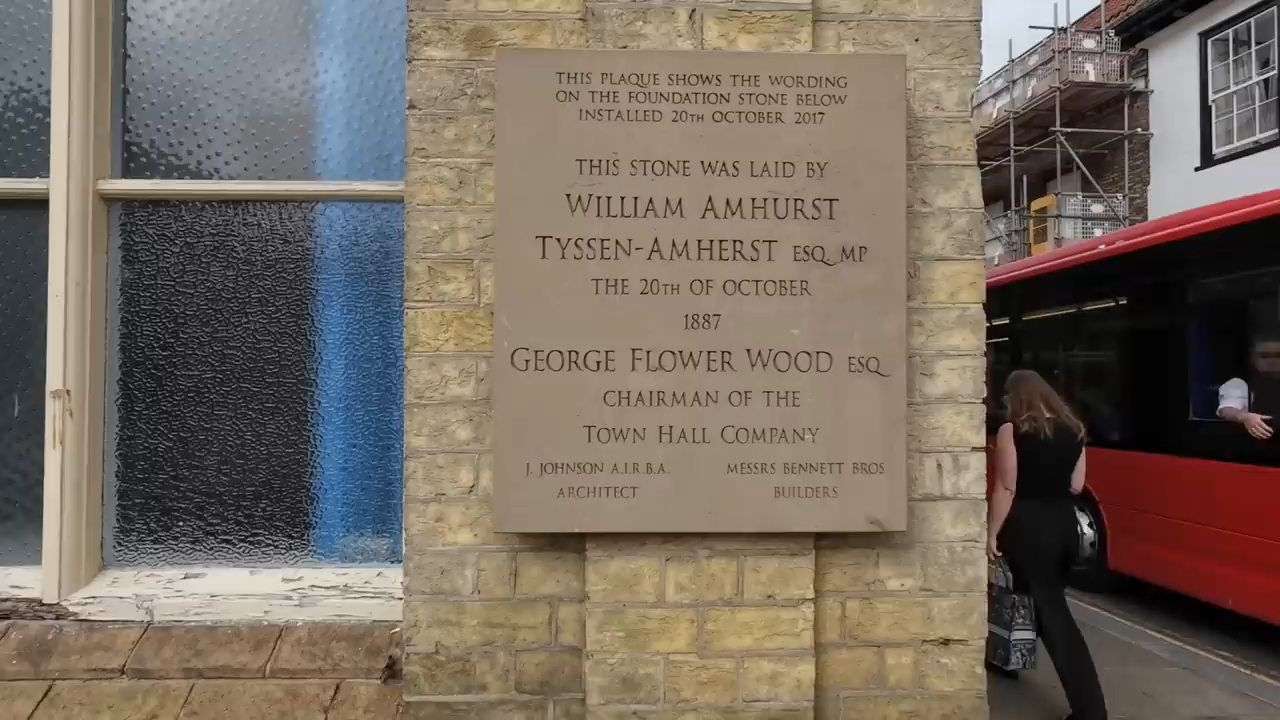 THIS PLAQUE SHOWS THE WORDING
ON THE FOUNDATION STONE BELOW
INSTALLED 20TH OCTOBER 2017
THIS STONE WAS LAID BY
WILLIAM AMHURST
TYSSEN-AMHERST ESQ MP
THE 20TH OF OCTOBER
1887
GEORGE FLOWER WOOD ESQ
CHAIRMAN OF THE
TOWN HALL COMPANY
J. JOHNSON A.I.R.B.A. MESSRS BENNETT BROS
ARCHITECT BUILDERS